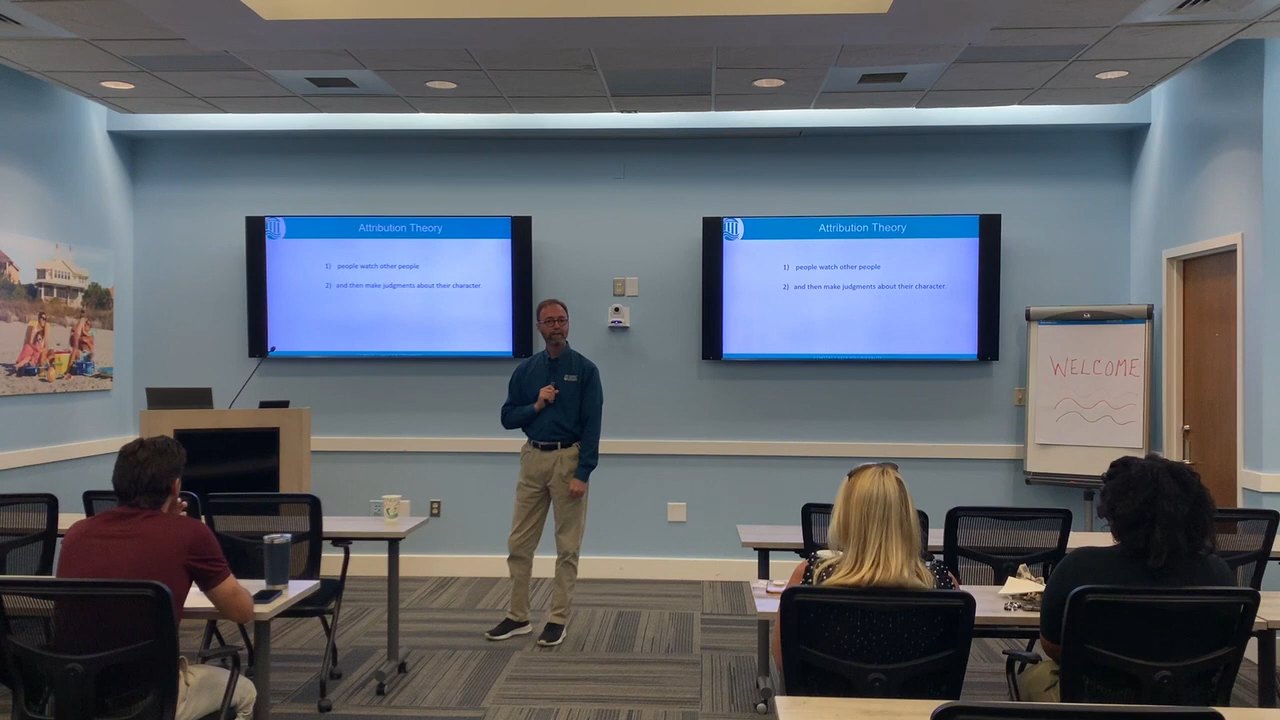 Attribution Theory
1) people watch other people
2) and then make judgments about their character.
Attribution Theory
1) people watch other people
2) and then make judgments about their character.
WELCOME